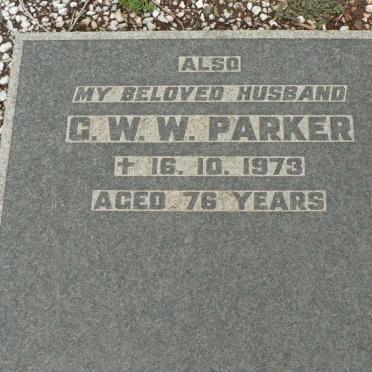 ALSO
MY BELOVED HUSBAND
G. W. W. PARKER
† 16. 10. 1973
AGED 76 YEARS